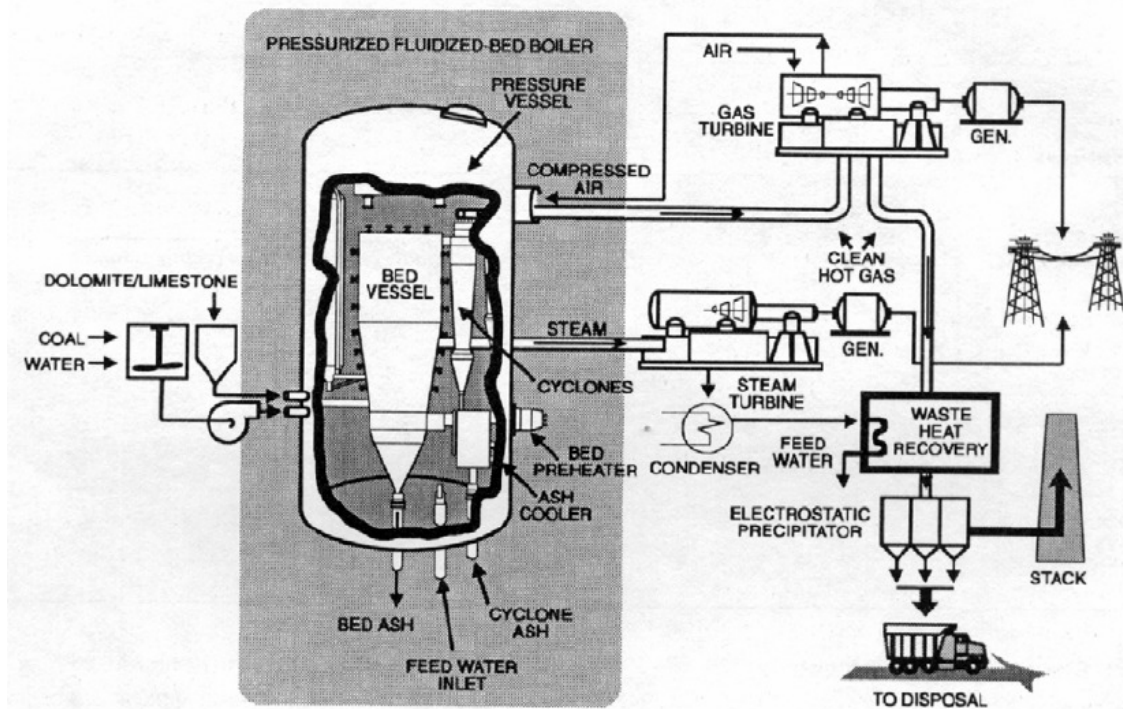 PRESSURIZED FLUIDIZED-BED BOILER
PRESSURE
VESSEL
AIR
GAS
TURBINE
GEN.
COMPRESSED
AIR
CLEAN
HOT GAS
DOLOMITE/LIMESTONE
COAL
WATER
BED
VESSEL
STEAM
GEN.
CYCLONES
STEAM
TURBINE
CONDENSER
FEED
WATER
WASTE
HEAT
RECOVERY
BED
PREHEATER
ASH
COOLER
ELECTROSTATIC
PRECIPITATOR
STACK
BED ASH
CYCLONE
ASH
FEED WATER
INLET
TO DISPOSAL